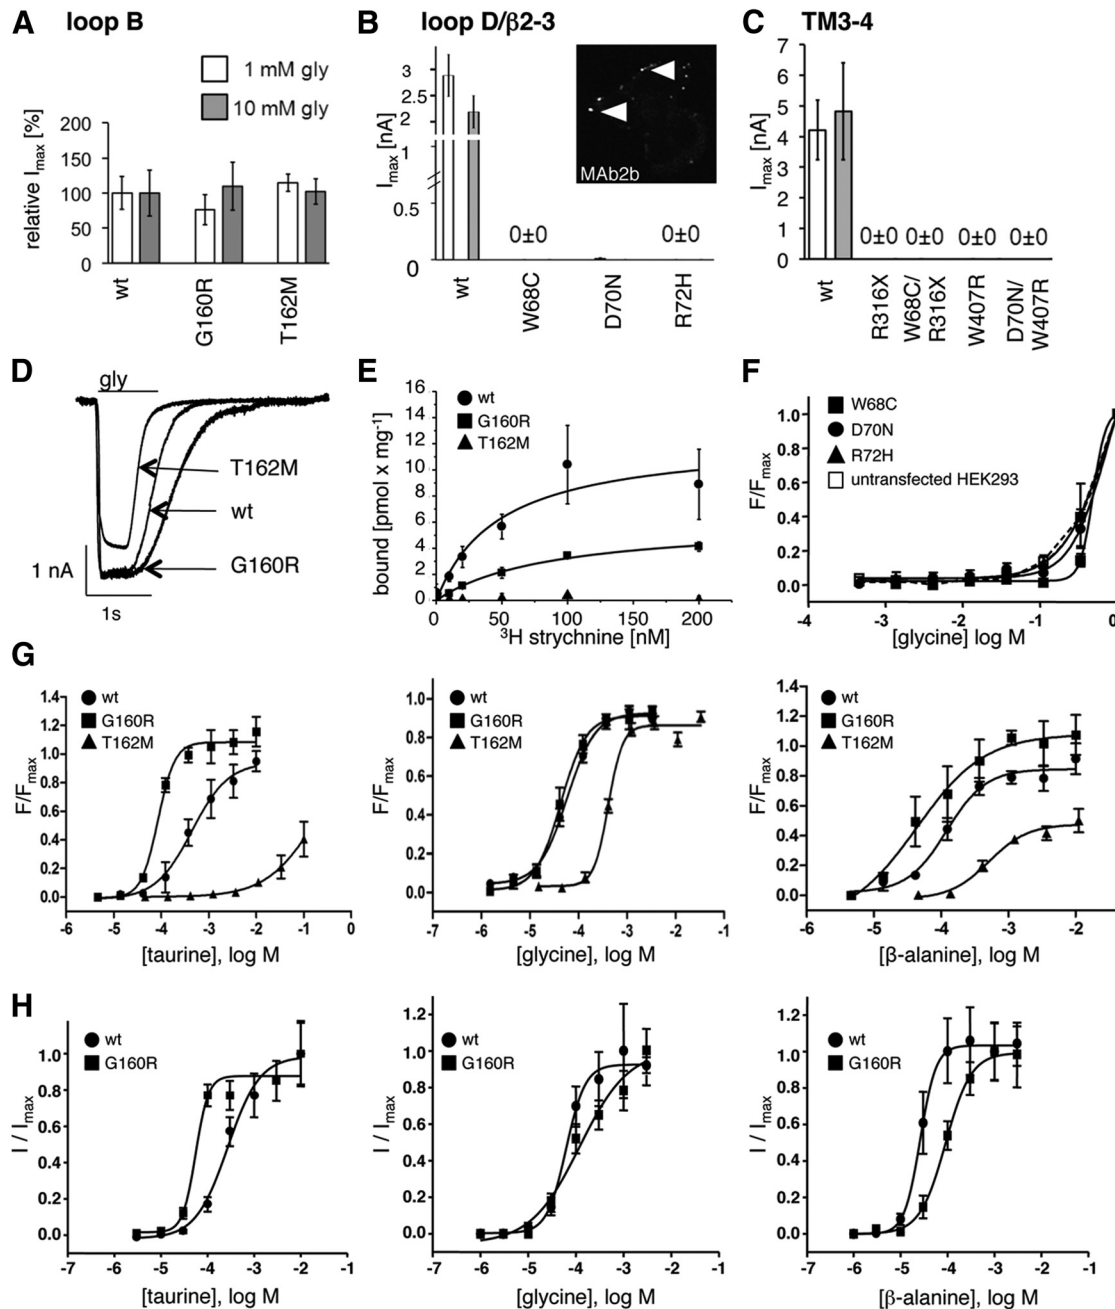 A loop B
1 mM gly
10 mM gly
relative Imax [%]
200
150
100
50
0
wt
G160R
T162M
B loop D/β2-3
Imax [nA]
3
2.5
2
1
0.5
0
0±0
0±0
wt
W68C
D70N
R72H
MAb2b
C TM3-4
Imax [nA]
7
6
5
4
3
2
1
0
0±0 0±0 0±0 0±0
wt
R316X
W68C/
R316X
W407R
D70N/
W407R
D
gly
T162M
wt
G160R
1 nA
1s
E
bound [pmol x mg⁻¹]
16
14
12
10
8
6
4
2
0
wt
G160R
T162M
0 50 100 150 200
³H strychnine [nM]
F
F/Fmax
1.0
0.8
0.6
0.4
0.2
0.0
W68C
D70N
R72H
untransfected HEK293
-4 -3 -2 -1 0
[glycine] log M
G
F/Fmax
1.4
1.2
1.0
0.8
0.6
0.4
0.2
0.0
wt
G160R
T162M
-6 -5 -4 -3 -2 -1 0
[taurine], log M
F/Fmax
1.0
0.8
0.6
0.4
0.2
0.0
wt
G160R
T162M
-7 -6 -5 -4 -3 -2 -1
[glycine], log M
F/Fmax
1.4
1.2
1.0
0.8
0.6
0.4
0.2
0.0
wt
G160R
T162M
-6 -5 -4 -3 -2 -1
[β-alanine], log M
H
I / Imax
1.0
0.8
0.6
0.4
0.2
0.0
wt
G160R
-7 -6 -5 -4 -3 -2 -1
[taurine], log M
I / Imax
1.2
1.0
0.8
0.6
0.4
0.2
0.0
wt
G160R
-7 -6 -5 -4 -3 -2 -1
[glycine], log M
I / Imax
1.2
1.0
0.8
0.6
0.4
0.2
0.0
wt
G160R
-7 -6 -5 -4 -3 -2 -1
[β-alanine], log M